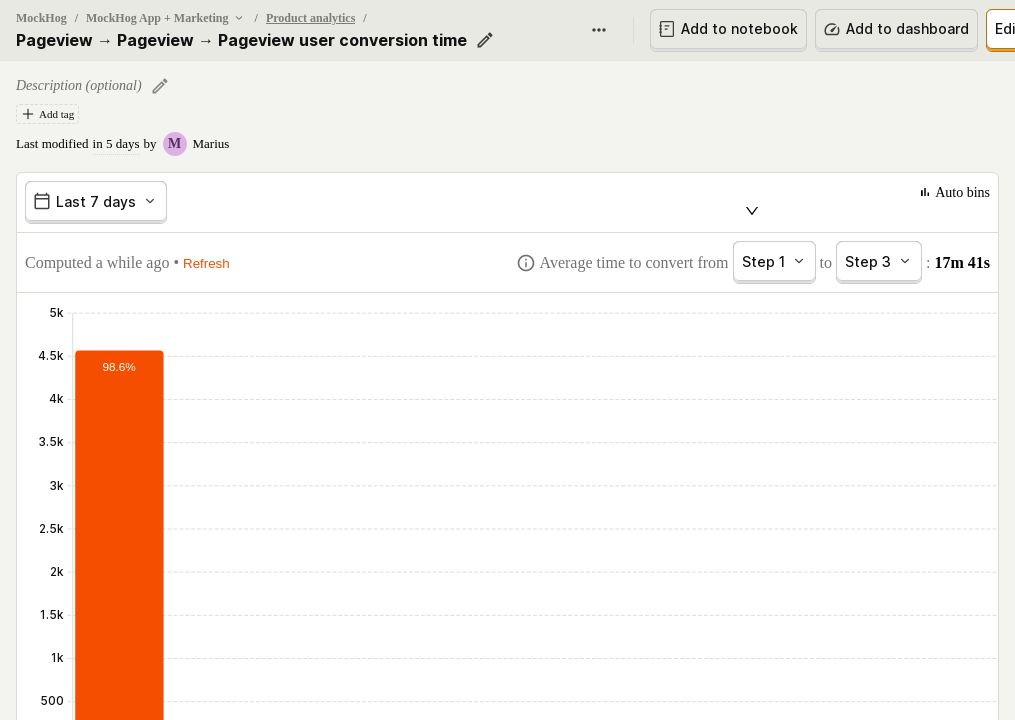 MockHog / MockHog App + Marketing / Product analytics /
Pageview → Pageview → Pageview user conversion time
Add to notebook
Add to dashboard
Edi
Description (optional)
Add tag
Last modified in 5 days by M Marius
Last 7 days
Auto bins
Computed a while ago • Refresh
Average time to convert from Step 1 to Step 3 : 17m 41s
5k
4.5k
98.6%
4k
3.5k
3k
2.5k
2k
1.5k
1k
500